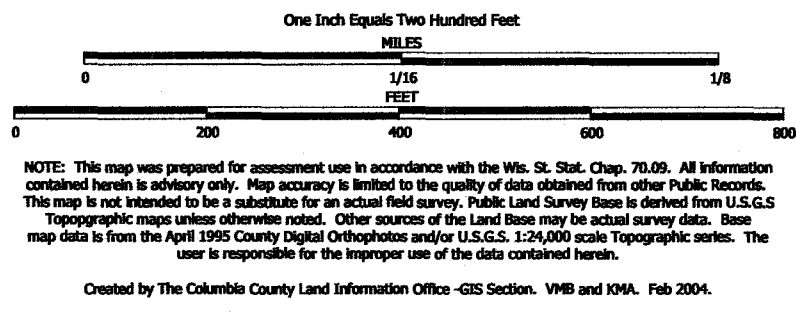 One Inch Equals Two Hundred Feet
MILES
0 1/16 1/8
FEET
0 200 400 600 800
NOTE: This map was prepared for assessment use in accordance with the Wis. St. Stat. Chap. 70.09. All information
contained herein is advisory only. Map accuracy is limited to the quality of data obtained from other Public Records.
This map is not intended to be a substitute for an actual field survey. Public Land Survey Base is derived from U.S.G.S
Topopgraphic maps unless otherwise noted. Other sources of the Land Base may be actual survey data. Base
map data is from the April 1995 County Digital Orthophotos and/or U.S.G.S. 1:24,000 scale Topographic series. The
user is responsible for the improper use of the data contained herein.
Created by The Columbia County Land Information Office -GIS Section. VMB and KMA. Feb 2004.